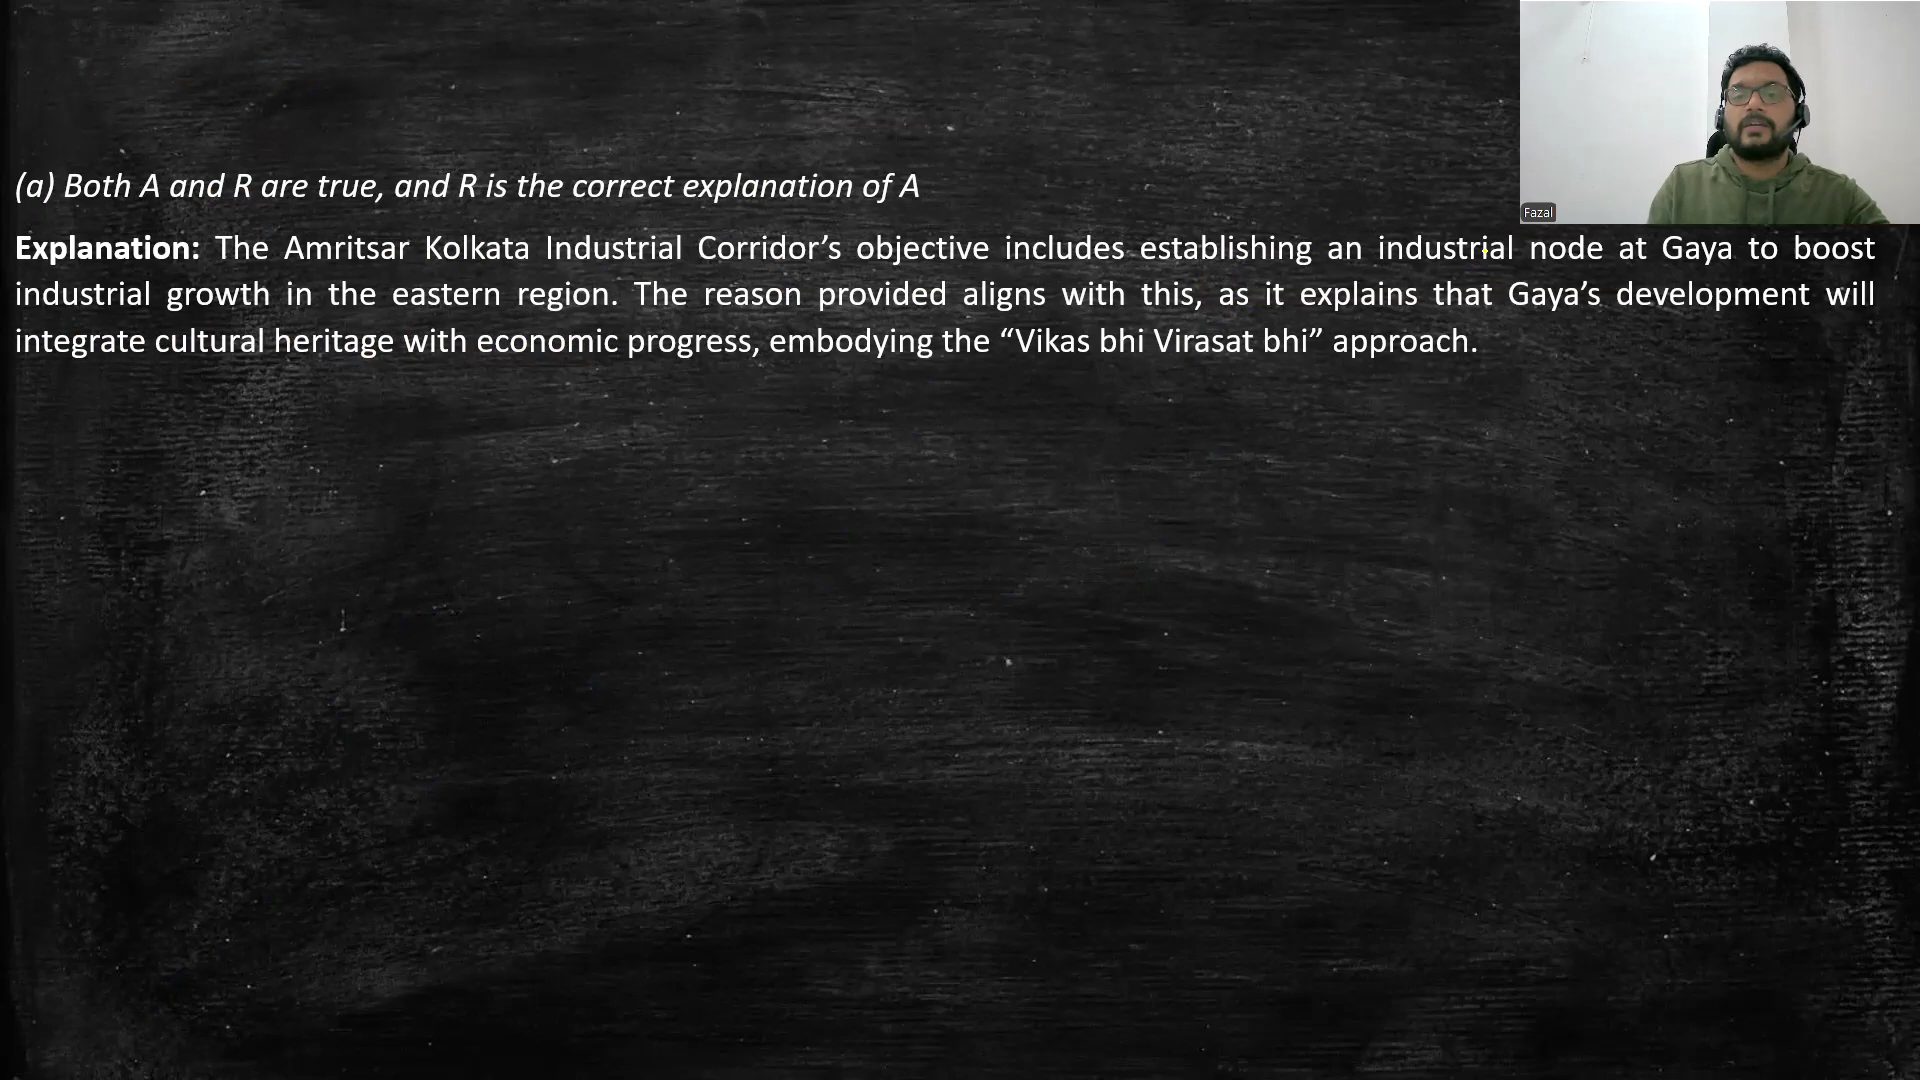 (a) Both A and R are true, and R is the correct explanation of A
Fazal
Explanation: The Amritsar Kolkata Industrial Corridor’s objective includes establishing an industrial node at Gaya to boost
industrial growth in the eastern region. The reason provided aligns with this, as it explains that Gaya’s development will
integrate cultural heritage with economic progress, embodying the “Vikas bhi Virasat bhi” approach.